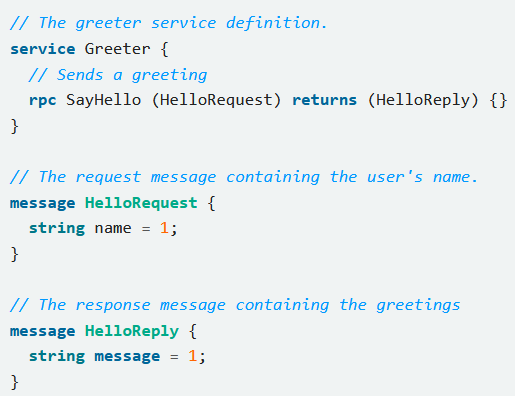 // The greeter service definition.
service Greeter {
  // Sends a greeting
  rpc SayHello (HelloRequest) returns (HelloReply) {}
}

// The request message containing the user's name.
message HelloRequest {
  string name = 1;
}

// The response message containing the greetings
message HelloReply {
  string message = 1;
}